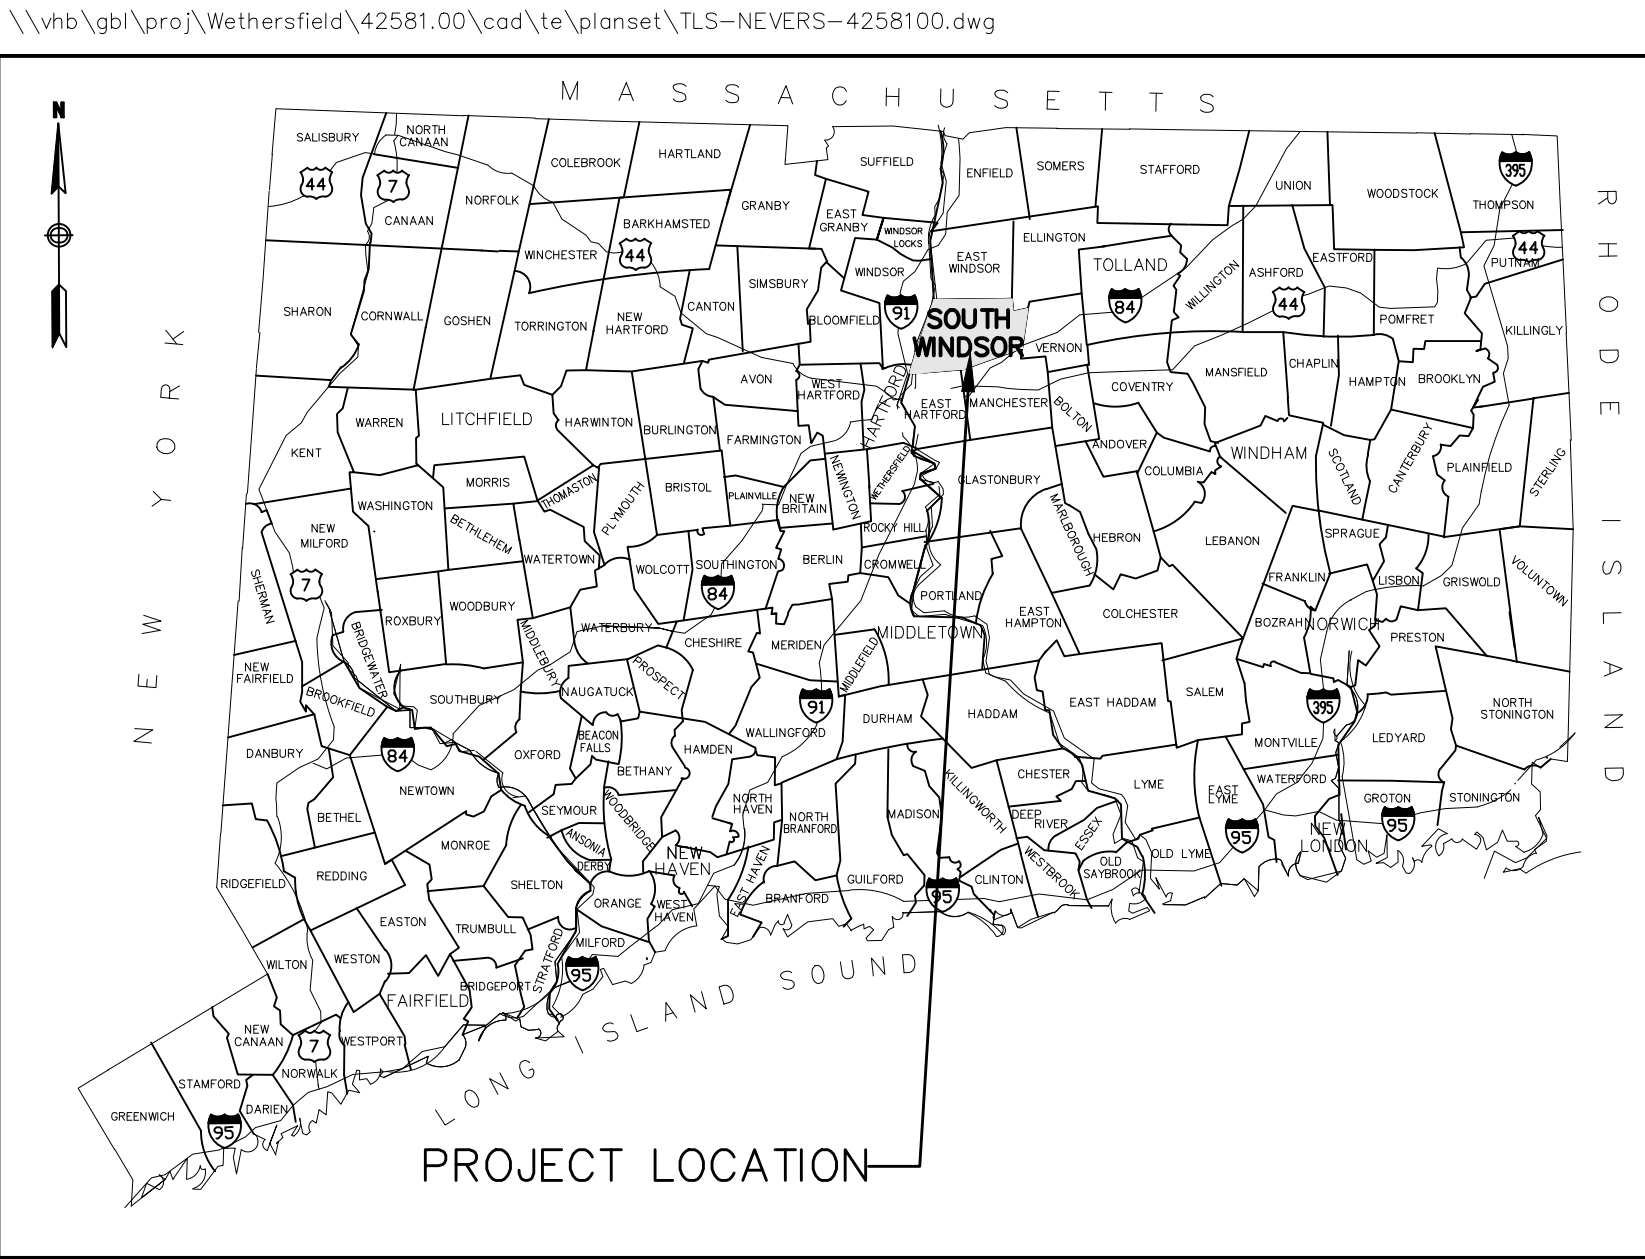 \\vhb\gbl\proj\Wethersfield\42581.00\cad\te\planset\TLS-NEVERS-4258100.dwg
MASSACHUSETTS
N
SALISBURY
NORTH
CANAAN
COLEBROOK
HARTLAND
SUFFIELD
ENFIELD
SOMERS
STAFFORD
UNION
WOODSTOCK
395
THOMPSON
44
7
CANAAN
NORFOLK
BARKHAMSTED
GRANBY
EAST
GRANBY
WINDSOR
LOCKS
EAST
WINDSOR
ELLINGTON
TOLLAND
WILLINGTON
ASHFORD
EASTFORD
44
PUTNAM
WINCHESTER
44
SIMSBURY
WINDSOR
91
84
44
POMFRET
KILLINGLY
RHODE ISLAND
SHARON
CORNWALL
GOSHEN
TORRINGTON
NEW
HARTFORD
CANTON
BLOOMFIELD
SOUTH
WINDSOR
VERNON
NEW YORK
AVON
WEST
HARTFORD
HARTFORD
EAST
HARTFORD
MANCHESTER
BOLTON
COVENTRY
MANSFIELD
CHAPLIN
HAMPTON
BROOKLYN
KENT
WARREN
LITCHFIELD
HARWINTON
BURLINGTON
FARMINGTON
ANDOVER
COLUMBIA
WINDHAM
SCOTLAND
CANTERBURY
PLAINFIELD
STERLING
WASHINGTON
MORRIS
THOMASTON
PLYMOUTH
BRISTOL
PLAINVILLE
NEW
BRITAIN
NEWINGTON
WETHERSFIELD
GLASTONBURY
MARLBOROUGH
HEBRON
LEBANON
SPRAGUE
NEW
MILFORD
BETHLEHEM
WATERTOWN
WOLCOTT
SOUTHINGTON
84
BERLIN
ROCKY HILL
CROMWELL
PORTLAND
EAST
HAMPTON
COLCHESTER
FRANKLIN
BOZRAH
NORWICH
LISBON
GRISWOLD
VOLUNTOWN
PRESTON
SHERMAN
7
ROXBURY
WOODBURY
MIDDLEBURY
WATERBURY
CHESHIRE
MERIDEN
MIDDLEFIELD
MIDDLETOWN
NEW
FAIRFIELD
BRIDGEWATER
BROOKFIELD
SOUTHBURY
NAUGATUCK
PROSPECT
91
WALLINGFORD
DURHAM
HADDAM
EAST HADDAM
SALEM
395
MONTVILLE
LEDYARD
NORTH
STONINGTON
DANBURY
84
NEWTOWN
OXFORD
BEACON
FALLS
BETHANY
HAMDEN
NORTH
HAVEN
KILLINGWORTH
CHESTER
LYME
EAST
LYME
WATERFORD
GROTON
STONINGTON
BETHEL
SEYMOUR
WOODBRIDGE
NORTH
BRANFORD
MADISON
DEEP
RIVER
ESSEX
95
NEW
LONDON
95
MONROE
ANSONIA
DERBY
NEW
HAVEN
EAST HAVEN
WESTBROOK
OLD
SAYBROOK
OLD LYME
RIDGEFIELD
REDDING
SHELTON
ORANGE
WEST
HAVEN
BRANFORD
GUILFORD
95
CLINTON
EASTON
TRUMBULL
STRATFORD
MILFORD
95
WILTON
WESTON
FAIRFIELD
BRIDGEPORT
LONG ISLAND SOUND
NEW
CANAAN
7
WESTPORT
NORWALK
STAMFORD
DARIEN
GREENWICH
95
PROJECT LOCATION